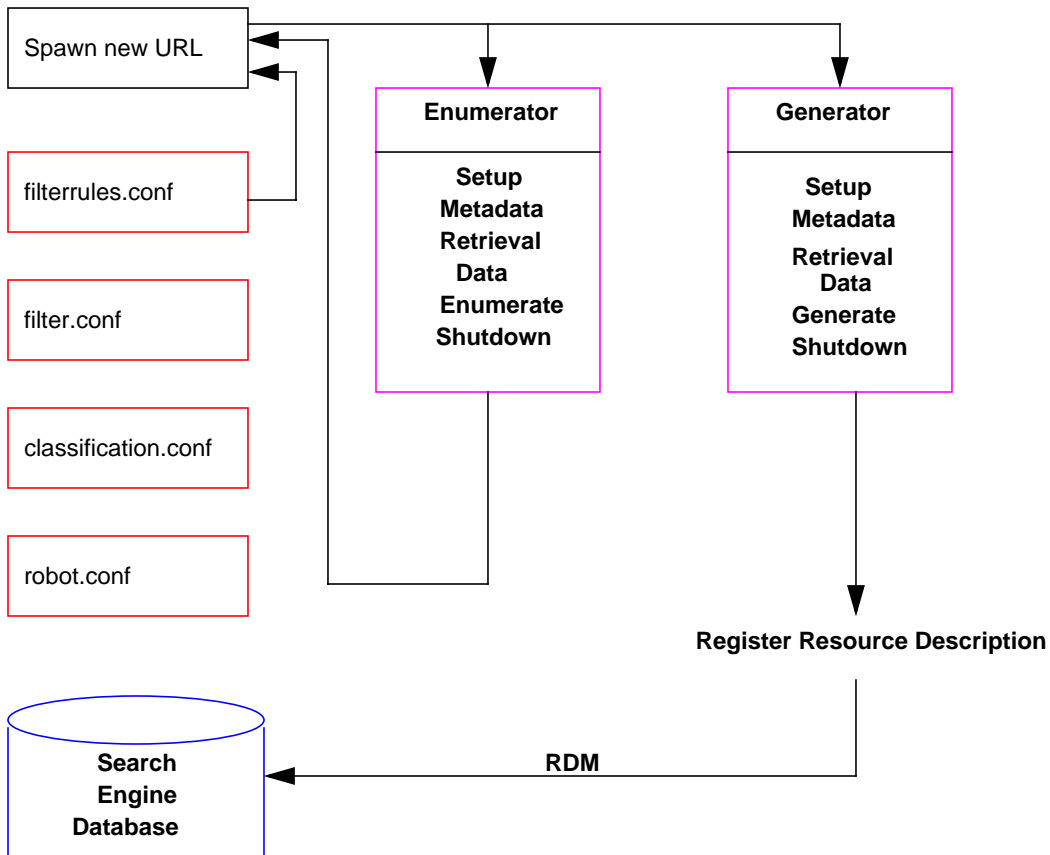 Spawn new URL
filterrules.conf
filter.conf
classification.conf
robot.conf
Enumerator
Setup
Metadata
Retrieval
Data
Enumerate
Shutdown
Generator
Setup
Metadata
Retrieval
Data
Generate
Shutdown
Register Resource Description
RDM
Search
Engine
Database